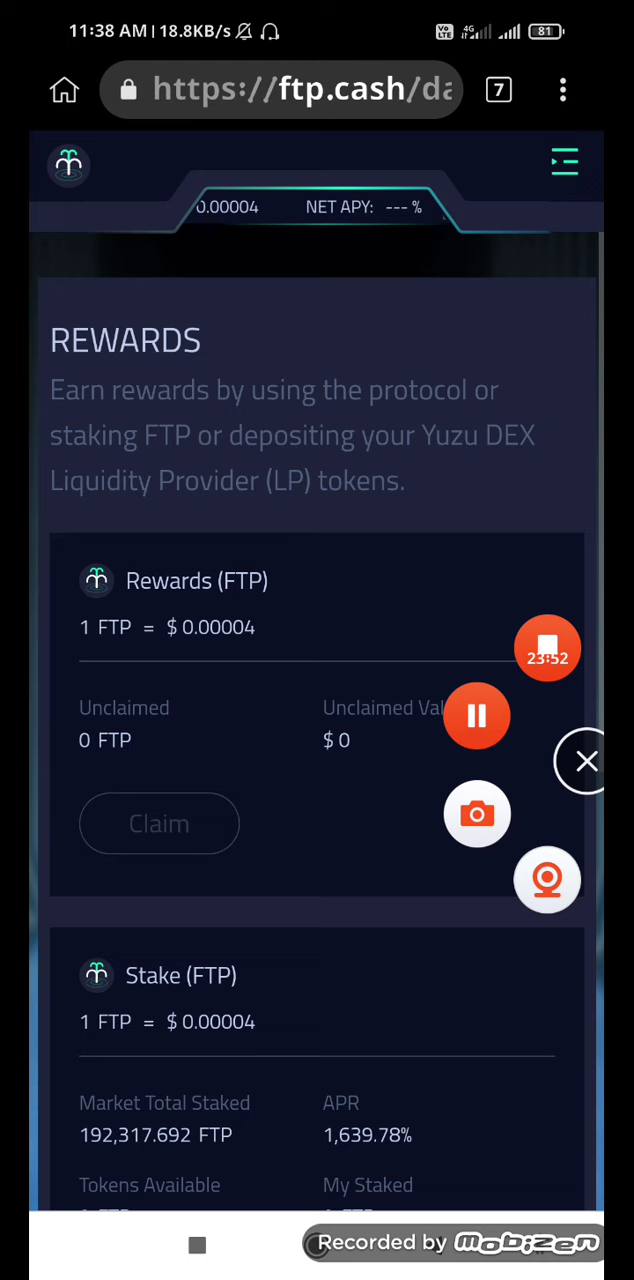 11:38 AM | 18.8KB/s
Vo LTE 4G 81
https://ftp.cash/da
7
0.00004 NET APY: --- %
REWARDS
Earn rewards by using the protocol or
staking FTP or depositing your Yuzu DEX
Liquidity Provider (LP) tokens.
Rewards (FTP)
1 FTP = $ 0.00004
23:52
Unclaimed Unclaimed Val
0 FTP $ 0
Claim
Stake (FTP)
1 FTP = $ 0.00004
Market Total Staked APR
192,317.692 FTP 1,639.78%
Tokens Available My Staked
Recorded by mobizen